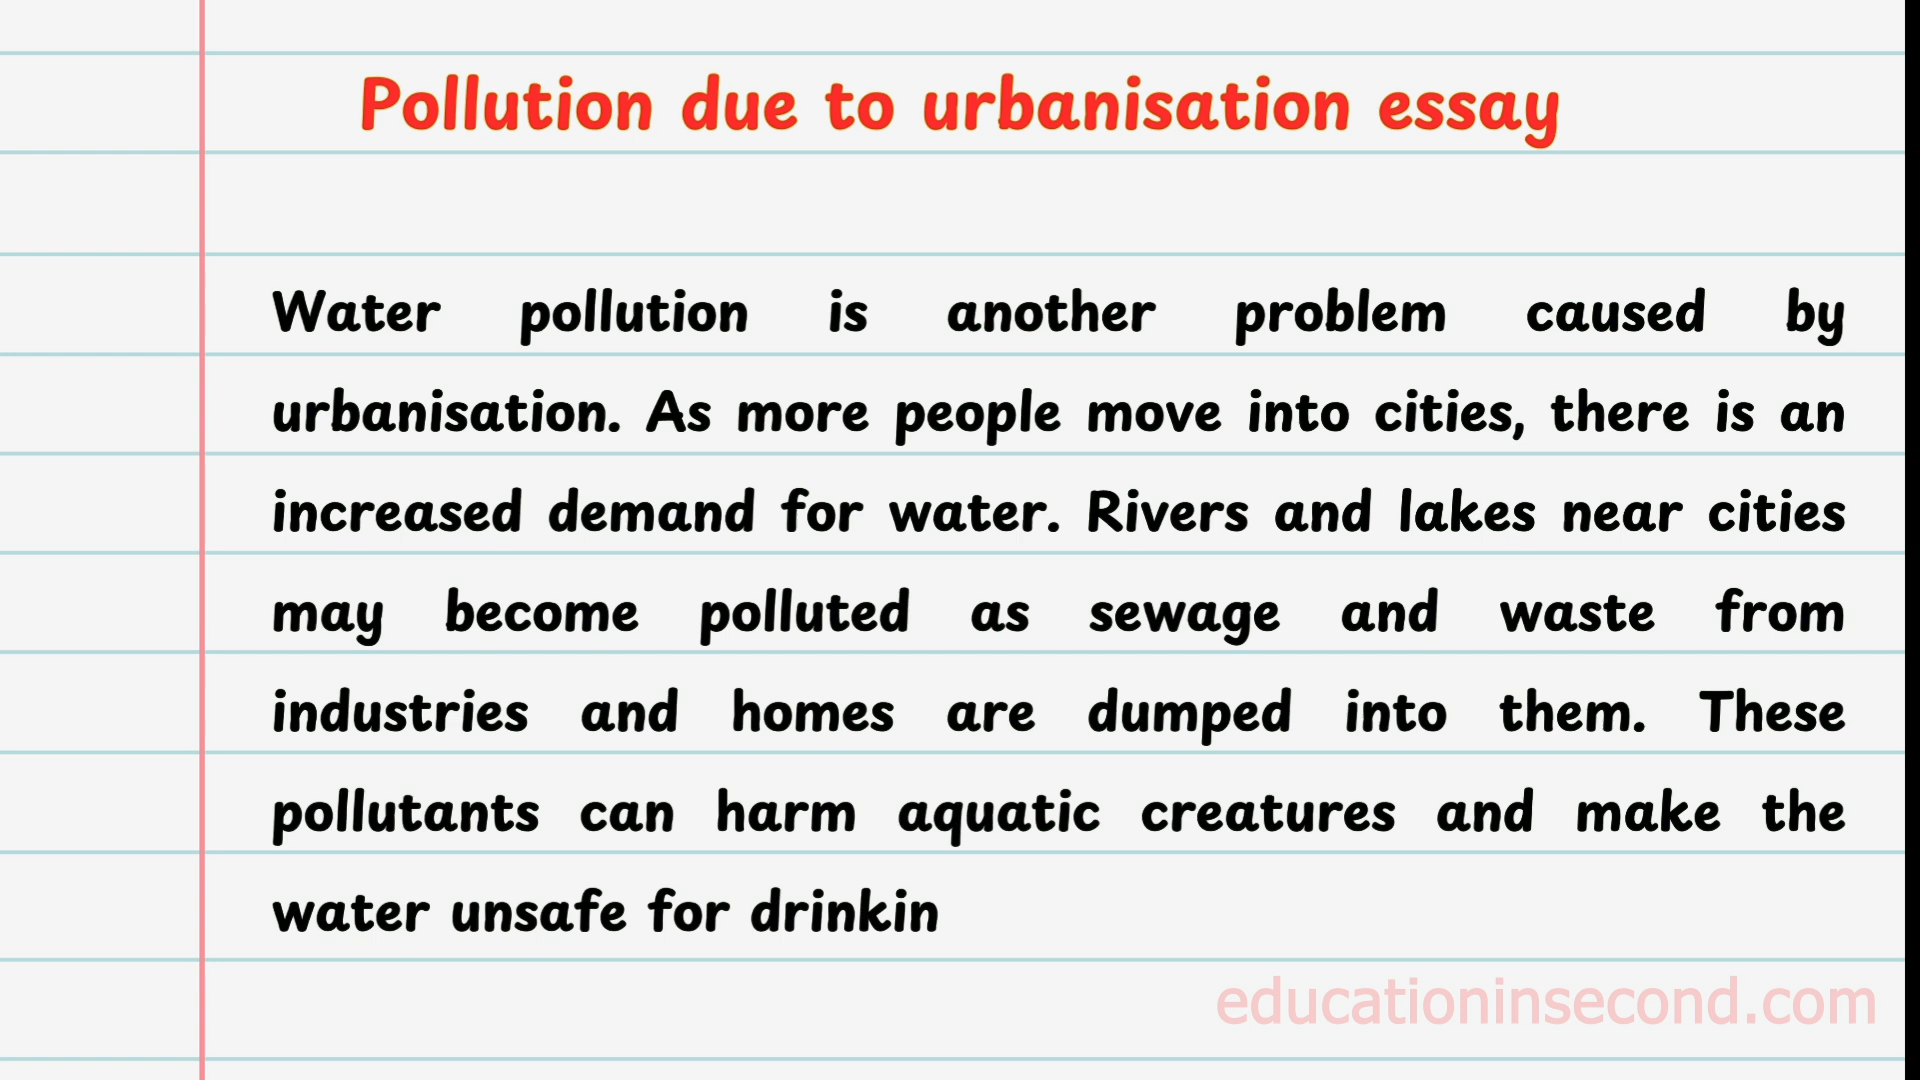 Pollution due to urbanisation essay
Water pollution is another problem caused by
urbanisation. As more people move into cities, there is an
increased demand for water. Rivers and lakes near cities
may become polluted as sewage and waste from
industries and homes are dumped into them. These
pollutants can harm aquatic creatures and make the
water unsafe for drinkin
educationinsecond.com